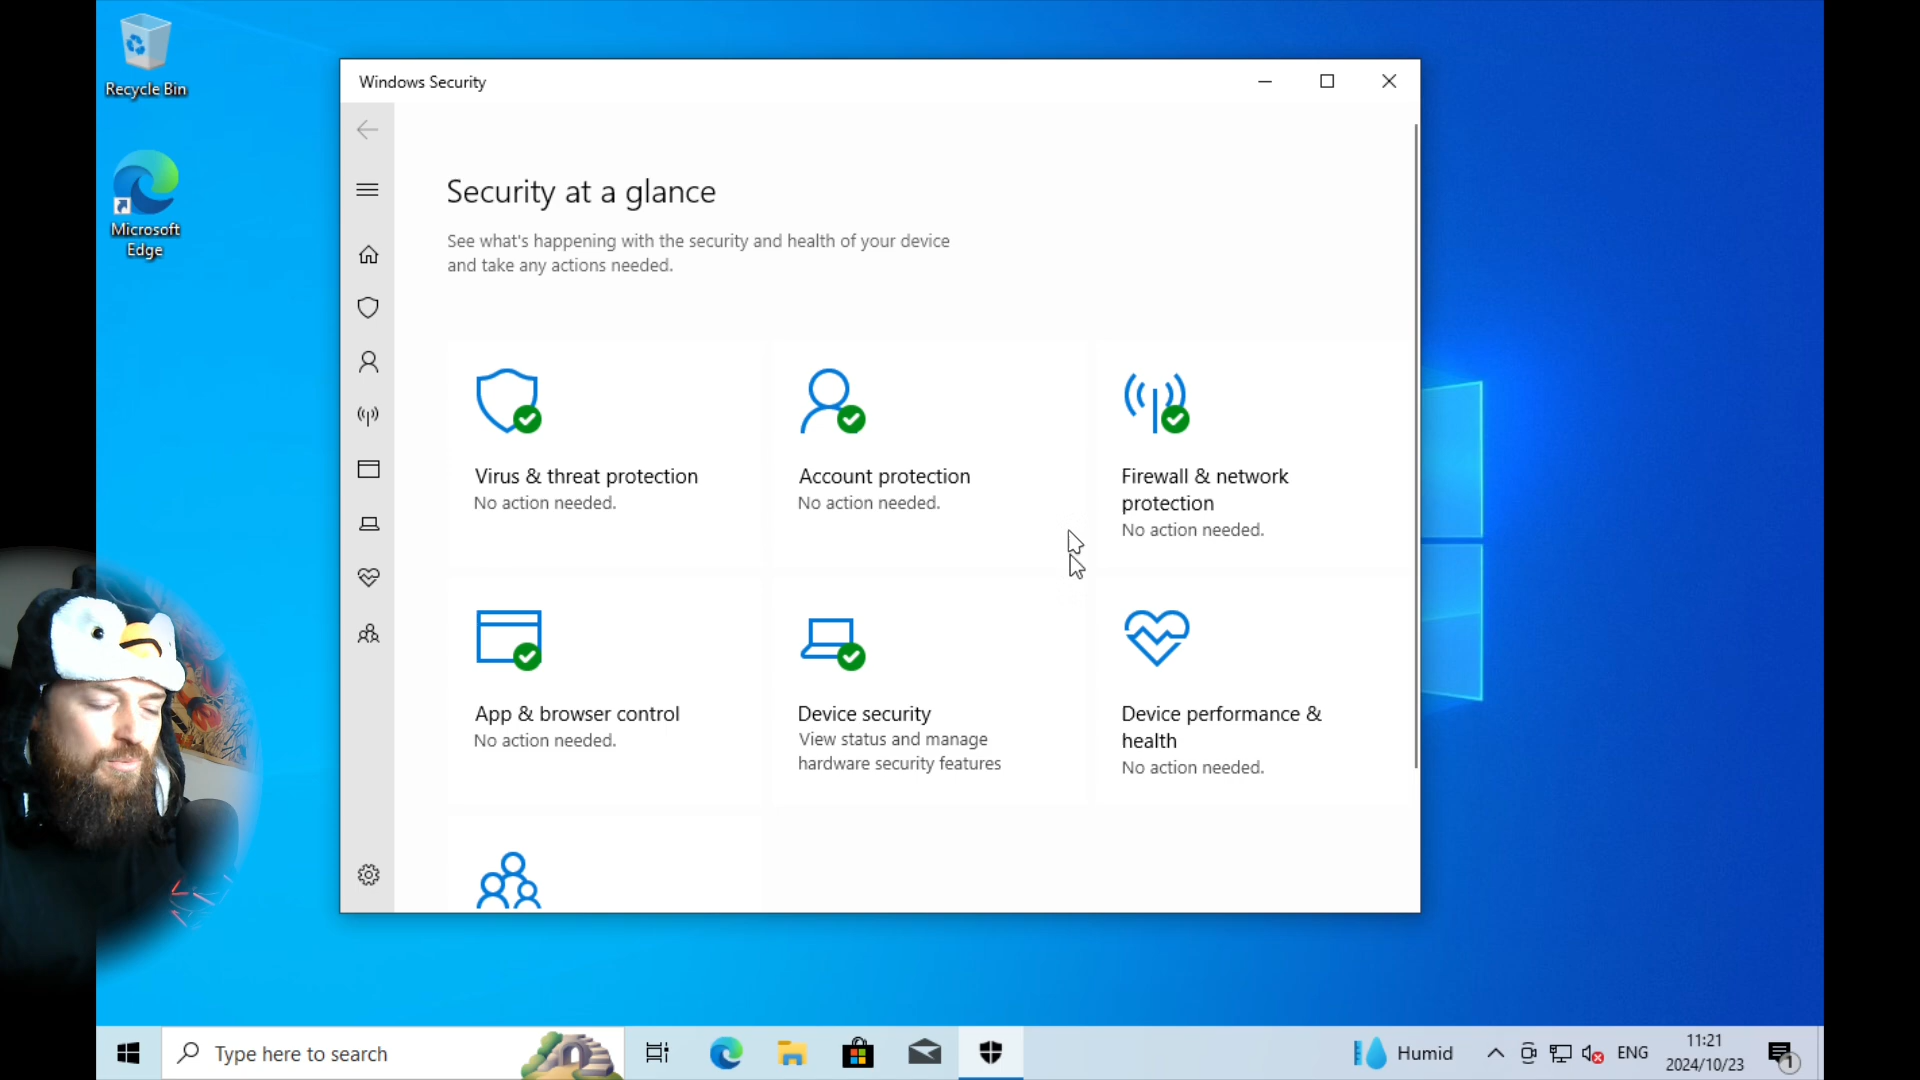 Recycle Bin
Microsoft
Edge
Windows Security
Security at a glance
See what's happening with the security and health of your device
and take any actions needed.
Virus & threat protection
No action needed.
Account protection
No action needed.
Firewall & network
protection
No action needed.
App & browser control
No action needed.
Device security
View status and manage
hardware security features
Device performance &
health
No action needed.
Type here to search
Humid
ENG
11:21
2024/10/23
1